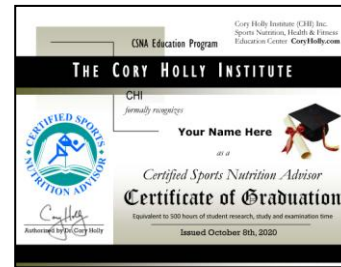 Cory Holly Institute (CHI) Inc.
Sports Nutrition, Health & Fitness
Education Center CoryHolly.com
CSNA Education Program
THE CORY HOLLY INSTITUTE
CHI
formally recognizes
Your Name Here
as a
Certified Sports Nutrition Advisor
Certificate of Graduation
Equivalent to 500 hours of student research, study and examination time
Issued October 8th, 2020
CERTIFIED SPORTS
NUTRITION ADVISOR
Cory Holly
Authorized by Dr. Cory Holly